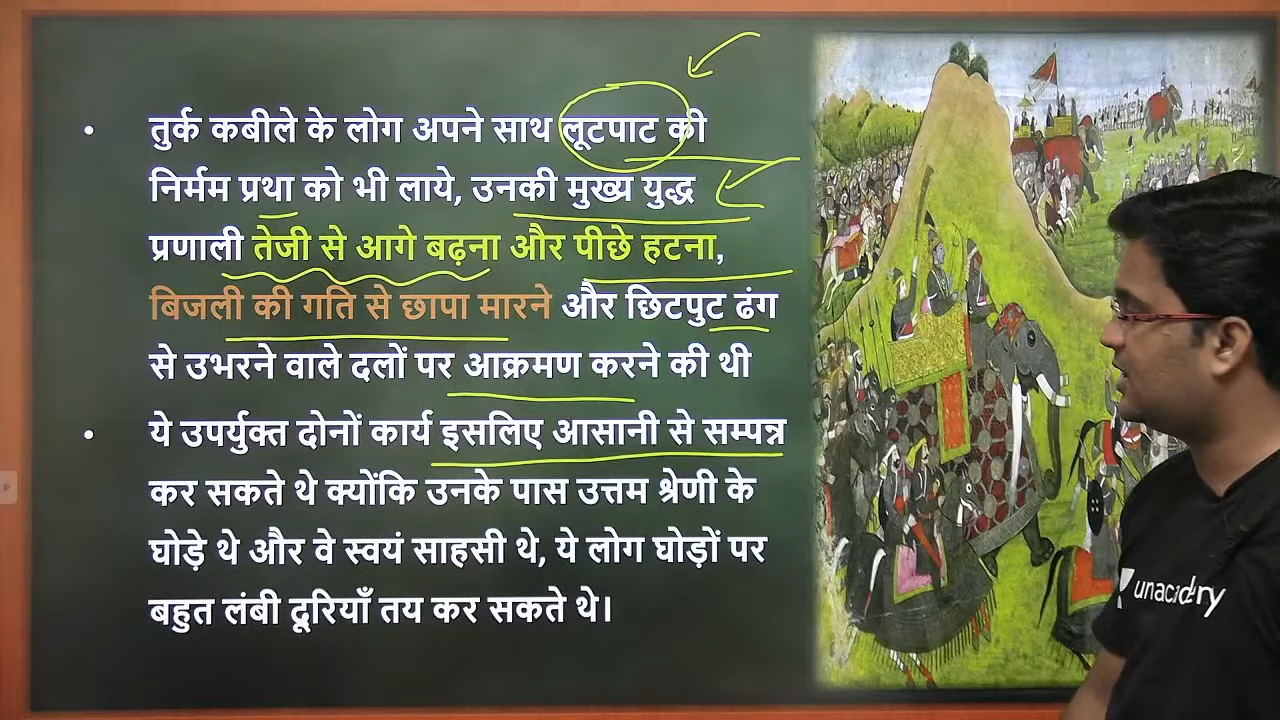 तुर्क कबीले के लोग अपने साथ लूटपाट की
निर्मम प्रथा को भी लाये, उनकी मुख्य युद्ध
प्रणाली तेजी से आगे बढ़ना और पीछे हटना,
बिजली की गति से छापा मारने और छिटपुट ढंग
से उभरने वाले दलों पर आक्रमण करने की थी
ये उपर्युक्त दोनों कार्य इसलिए आसानी से सम्पन्न
कर सकते थे क्योंकि उनके पास उत्तम श्रेणी के
घोड़े थे और वे स्वयं साहसी थे, ये लोग घोड़ों पर
बहुत लंबी दूरियाँ तय कर सकते थे।
unacademy